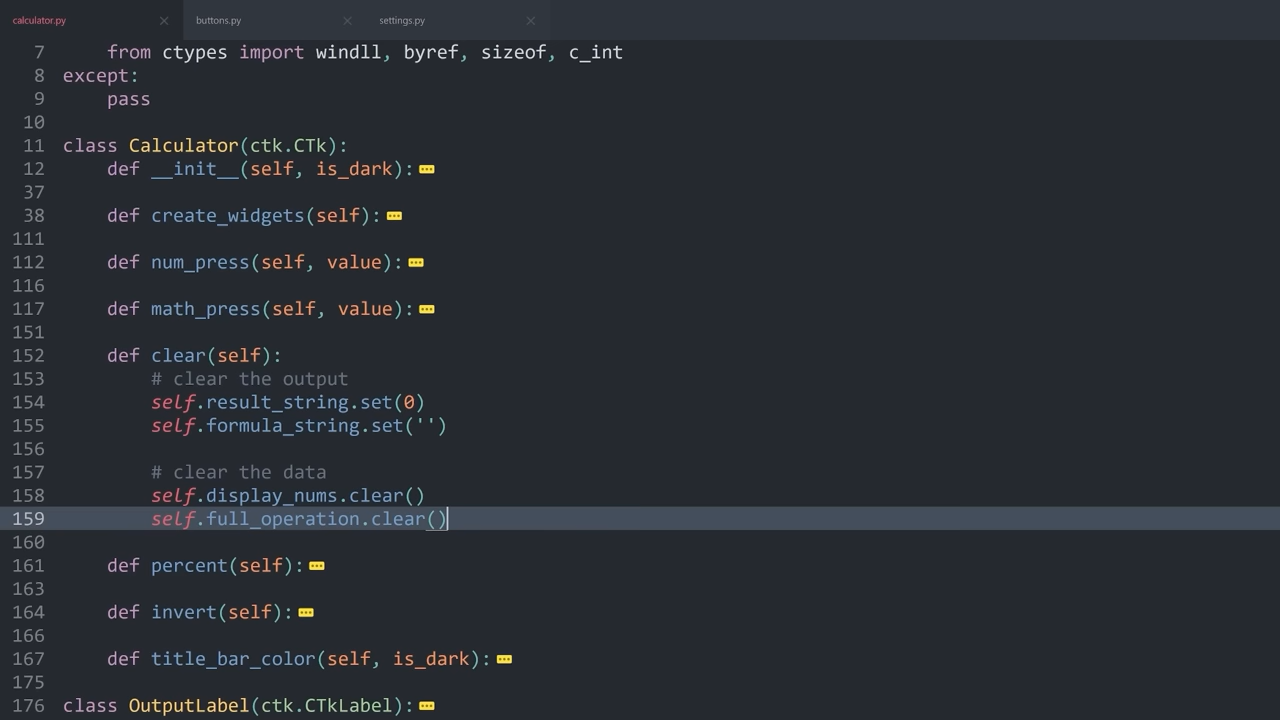 calculator.py buttons.py settings.py
7 from ctypes import windll, byref, sizeof, c_int
8 except:
9 pass
10
11 class Calculator(ctk.CTk):
12 def __init__(self, is_dark):
37
38 def create_widgets(self):
111
112 def num_press(self, value):
116
117 def math_press(self, value):
151
152 def clear(self):
153 # clear the output
154 self.result_string.set(0)
155 self.formula_string.set('')
156
157 # clear the data
158 self.display_nums.clear()
159 self.full_operation.clear()
160
161 def percent(self):
163
164 def invert(self):
166
167 def title_bar_color(self, is_dark):
175
176 class OutputLabel(ctk.CTkLabel):